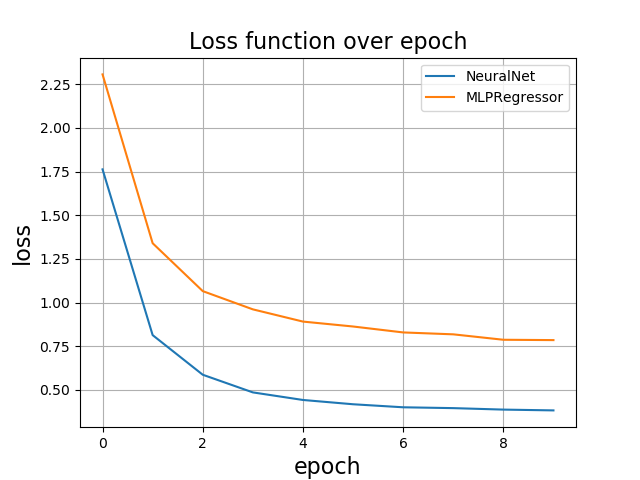 Loss function over epoch
NeuralNet
MLPRegressor
2.25
2.00
1.75
1.50
1.25
1.00
0.75
0.50
loss
0 2 4 6 8
epoch